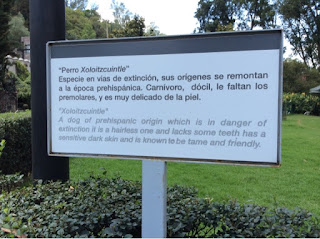 "Perro Xoloitzcuintle"
Especie en vías de extinción, sus orígenes se remontan
a la época prehispánica. Carnívoro, dócil, le faltan los
premolares, y es muy delicado de la piel.
"Xoloitzcuintle"
A dog of prehispanic origin which is in danger of
extinction it is a hairless one and lacks some teeth has a
sensitive dark skin and is known to be tame and friendly.